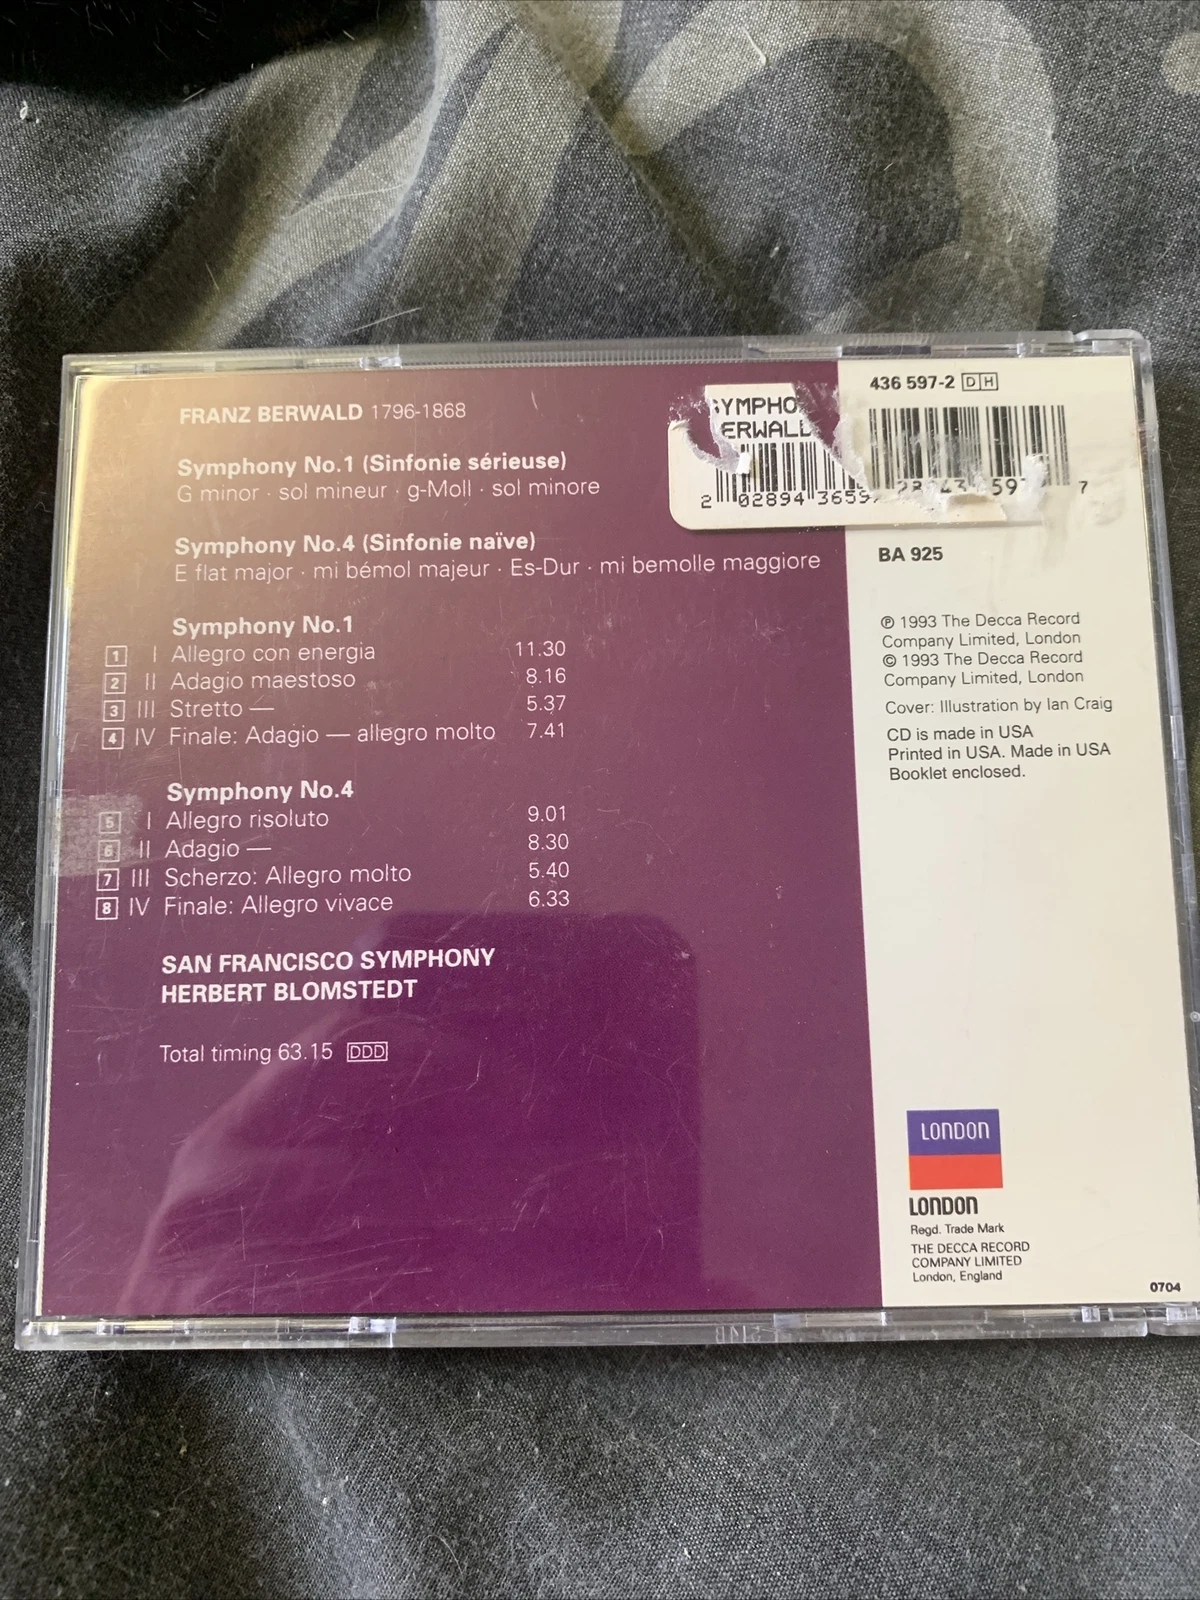 FRANZ BERWALD 1796-1868
Symphony No.1 (Sinfonie sérieuse)
G minor · sol mineur · g-Moll · sol minore
Symphony No.4 (Sinfonie naïve)
E flat major · mi bémol majeur · Es-Dur · mi bemolle maggiore
Symphony No.1
1 I Allegro con energia 11.30
2 II Adagio maestoso 8.16
3 III Stretto — 5.37
4 IV Finale: Adagio — allegro molto 7.41
Symphony No.4
5 I Allegro risoluto 9.01
6 II Adagio — 8.30
7 III Scherzo: Allegro molto 5.40
8 IV Finale: Allegro vivace 6.33
SAN FRANCISCO SYMPHONY
HERBERT BLOMSTEDT
Total timing 63.15 DDD
2 02894 3659
436 597-2 DH
7
BA 925
℗ 1993 The Decca Record
Company Limited, London
© 1993 The Decca Record
Company Limited, London
Cover: Illustration by Ian Craig
CD is made in USA
Printed in USA. Made in USA
Booklet enclosed.
LONDON
LONDON
Regd. Trade Mark
THE DECCA RECORD
COMPANY LIMITED
London, England
0704